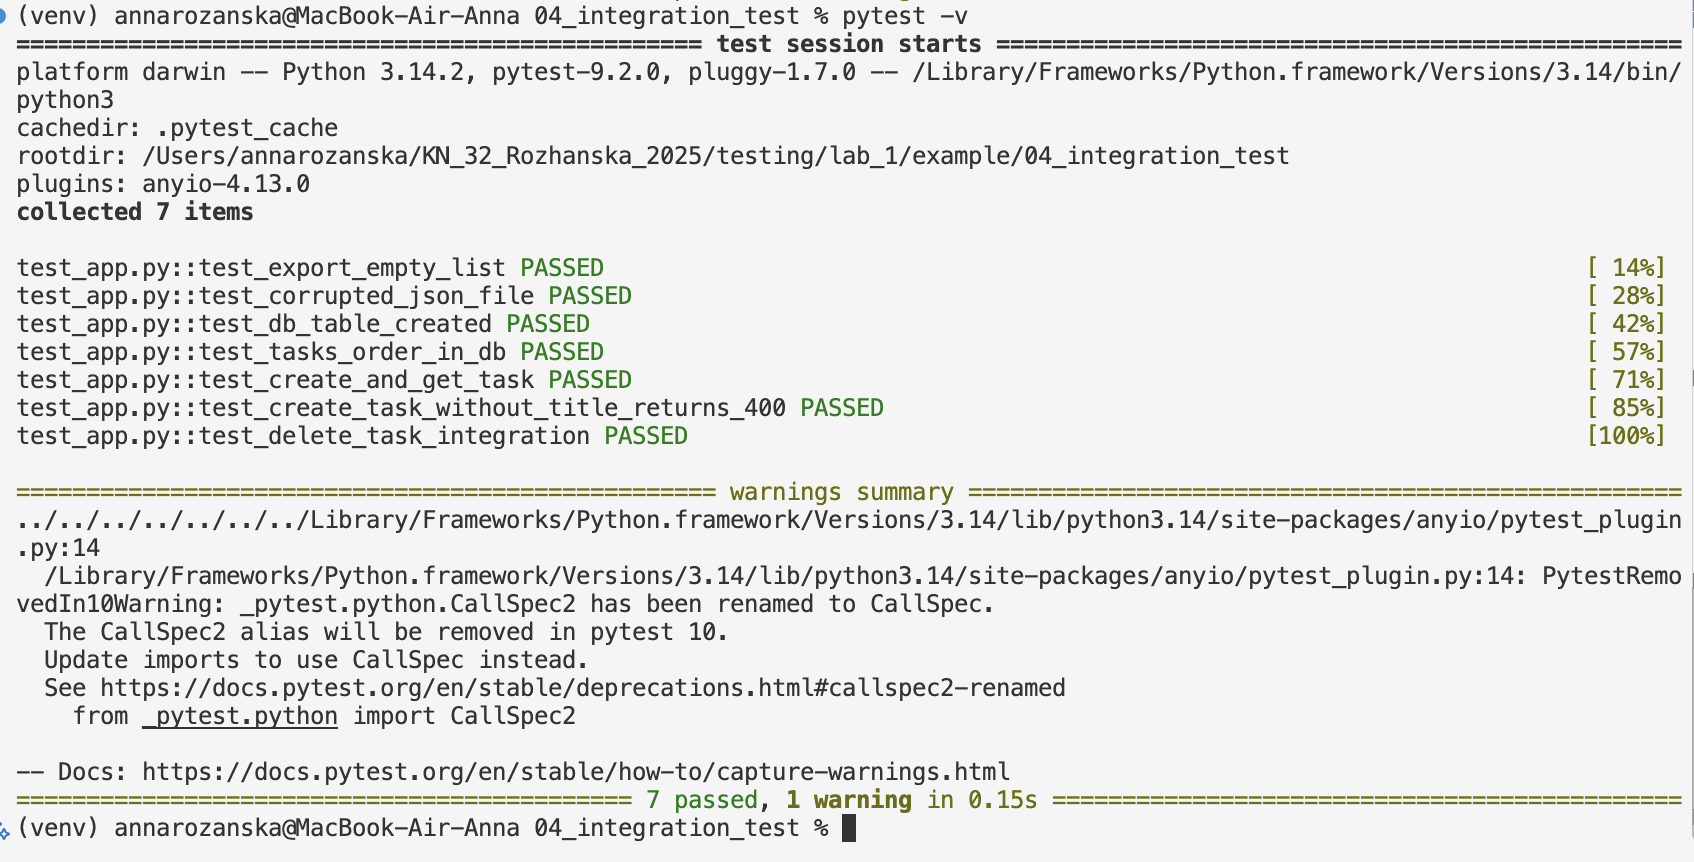 (venv) annarozanska@MacBook-Air-Anna 04_integration_test % pytest -v
================================================= test session starts =================================================
platform darwin -- Python 3.14.2, pytest-9.2.0, pluggy-1.7.0 -- /Library/Frameworks/Python.framework/Versions/3.14/bin/
python3
cachedir: .pytest_cache
rootdir: /Users/annarozanska/KN_32_Rozhanska_2025/testing/lab_1/example/04_integration_test
plugins: anyio-4.13.0
collected 7 items
test_app.py::test_export_empty_list PASSED [ 14%]
test_app.py::test_corrupted_json_file PASSED [ 28%]
test_app.py::test_db_table_created PASSED [ 42%]
test_app.py::test_tasks_order_in_db PASSED [ 57%]
test_app.py::test_create_and_get_task PASSED [ 71%]
test_app.py::test_create_task_without_title_returns_400 PASSED [ 85%]
test_app.py::test_delete_task_integration PASSED [100%]
================================================== warnings summary ===================================================
../../../../../../../Library/Frameworks/Python.framework/Versions/3.14/lib/python3.14/site-packages/anyio/pytest_plugin
.py:14
/Library/Frameworks/Python.framework/Versions/3.14/lib/python3.14/site-packages/anyio/pytest_plugin.py:14: PytestRemo
vedIn10Warning: _pytest.python.CallSpec2 has been renamed to CallSpec.
The CallSpec2 alias will be removed in pytest 10.
Update imports to use CallSpec instead.
See https://docs.pytest.org/en/stable/deprecations.html#callspec2-renamed
from _pytest.python import CallSpec2
-- Docs: https://docs.pytest.org/en/stable/how-to/capture-warnings.html
============================================ 7 passed, 1 warning in 0.15s =============================================
(venv) annarozanska@MacBook-Air-Anna 04_integration_test %